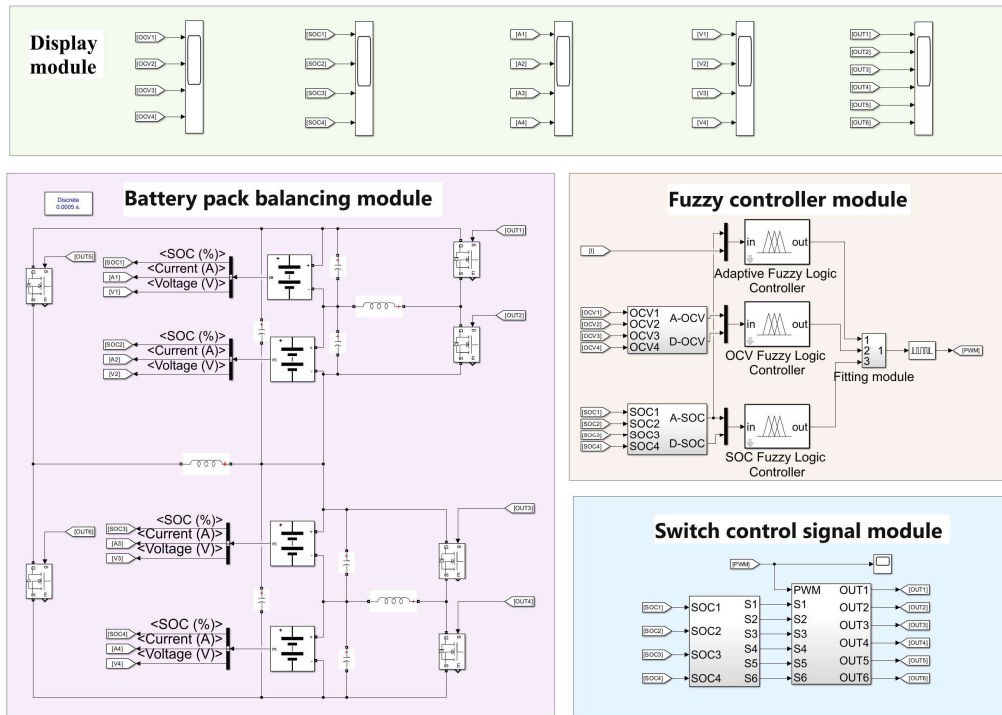 Display
module
[OCV1]
[OCV2]
[OCV3]
[OCV4]
[SOC1]
[SOC2]
[SOC3]
[SOC4]
[A1]
[A2]
[A3]
[A4]
[V1]
[V2]
[V3]
[V4]
[OUT1]
[OUT2]
[OUT3]
[OUT4]
[OUT5]
[OUT6]
Battery pack balancing module
Discrete
0.0005 s.
[OUT5]
<SOC (%)>
[SOC1]
<Current (A)>
[A1]
<Voltage (V)>
[V1]
m
[OUT1]
[OUT2]
<SOC (%)>
[SOC2]
<Current (A)>
[A2]
<Voltage (V)>
[V2]
m
[OUT6]
<SOC (%)>
[SOC3]
<Current (A)>
[A3]
<Voltage (V)>
[V3]
m
[OUT3]
[OUT4]
<SOC (%)>
[SOC4]
<Current (A)>
[A4]
<Voltage (V)>
[V4]
m
Fuzzy controller module
[I]
in out
Adaptive Fuzzy Logic
Controller
[OCV1] OCV1
[OCV2] OCV2
[OCV3] OCV3
[OCV4] OCV4
A-OCV
D-OCV
in out
OCV Fuzzy Logic
Controller
[SOC1] SOC1
[SOC2] SOC2
[SOC3] SOC3
[SOC4] SOC4
A-SOC
D-SOC
in out
SOC Fuzzy Logic
Controller
1
2 1
3
Fitting module
[PWM]
Switch control signal module
[PWM]
[SOC1] SOC1
[SOC2] SOC2
[SOC3] SOC3
[SOC4] SOC4
S1
S2
S3
S4
S5
S6
PWM
S1
S2
S3
S4
S5
S6
OUT1 [OUT1]
OUT2 [OUT2]
OUT3 [OUT3]
OUT4 [OUT4]
OUT5 [OUT5]
OUT6 [OUT6]